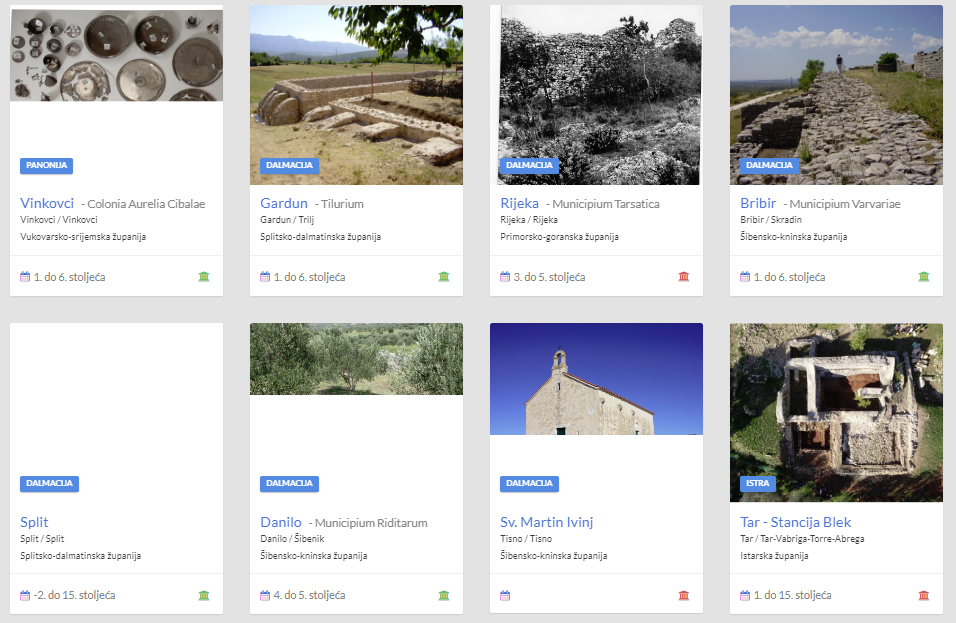 PANONIJA
Vinkovci - Colonia Aurelia Cibalae
Vinkovci / Vinkovci
Vukovarsko-srijemska županija
1. do 6. stoljeća
DALMACIJA
Gardun - Tilurium
Gardun / Trilj
Splitsko-dalmatinska županija
1. do 6. stoljeća
DALMACIJA
Rijeka - Municipium Tarsatica
Rijeka / Rijeka
Primorsko-goranska županija
3. do 5. stoljeća
DALMACIJA
Bribir - Municipium Varvariae
Bribir / Skradin
Šibensko-kninska županija
1. do 6. stoljeća
DALMACIJA
Split
Split / Split
Splitsko-dalmatinska županija
-2. do 15. stoljeća
DALMACIJA
Danilo - Municipium Riditarum
Danilo / Šibenik
Šibensko-kninska županija
4. do 5. stoljeća
DALMACIJA
Sv. Martin Ivinj
Tisno / Tisno
Šibensko-kninska županija
ISTRA
Tar - Stancija Blek
Tar / Tar-Vabriga-Torre-Abrega
Istarska županija
1. do 15. stoljeća